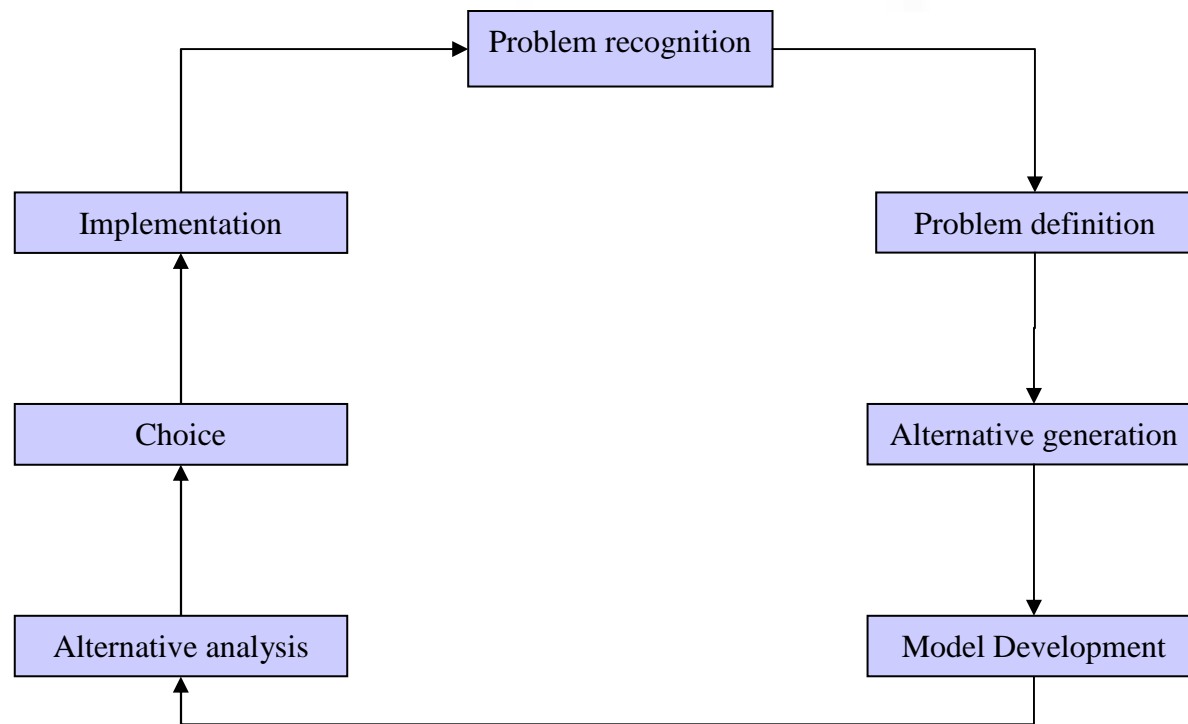 Problem recognition
Problem definition
Alternative generation
Model Development
Alternative analysis
Choice
Implementation